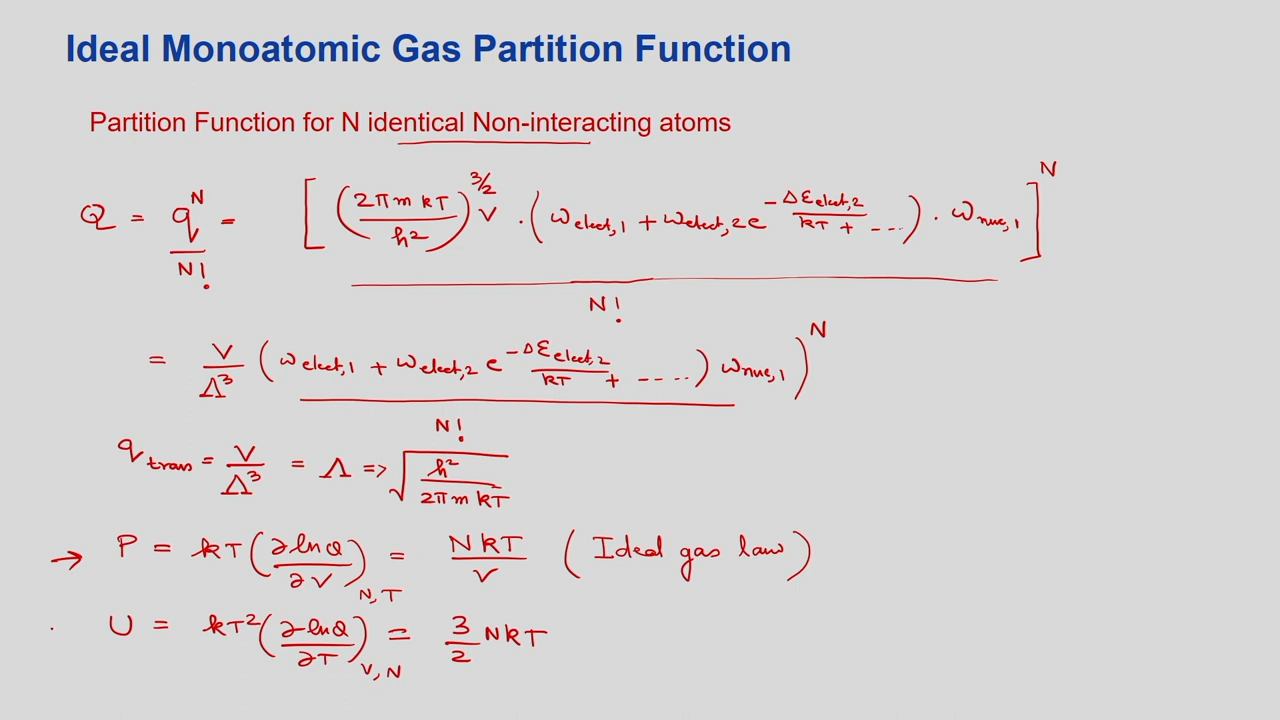 Ideal Monoatomic Gas Partition Function
Partition Function for N identical Non-interacting atoms
Q = q^N / N! = [ (2πmkT / h²)^{3/2} V · (ω_elect,1 + ω_elect,2 e^{-Δε_elect,2 / kT} + ....) · ω_nuc,1 ]^N / N!
= V/Λ³ (ω_elect,1 + ω_elect,2 e^{-Δε_elect,2 / kT} + .....) ω_nuc,1 )^N / N!
q_trans = V/Λ³ = Λ => √(h² / 2πmkT)
→ P = kT (∂lnQ / ∂V)_{N,T} = NkT / V (Ideal gas law)
· U = kT² (∂lnQ / ∂T)_{V,N} = 3/2 NkT